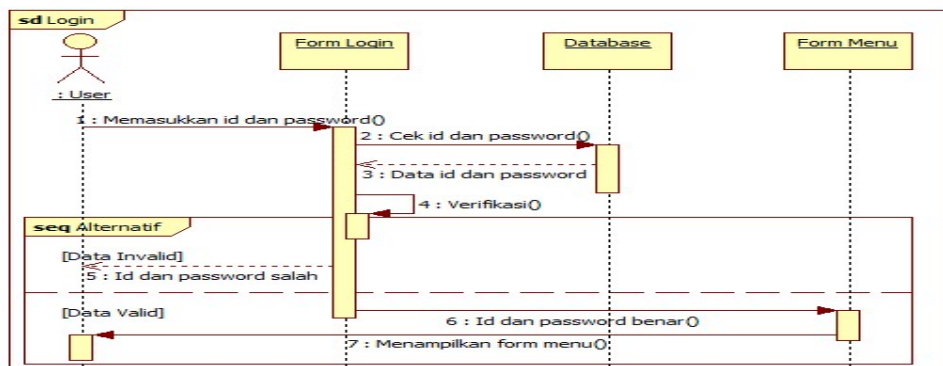 sd Login
Form Login
Database
Form Menu
: User
1 : Memasukkan id dan password()
2 : Cek id dan password()
3 : Data id dan password
4 : Verifikasi()
seq Alternatif
[Data Invalid]
5 : Id dan password salah
[Data Valid]
6 : Id dan password benar()
7 : Menampilkan form menu()